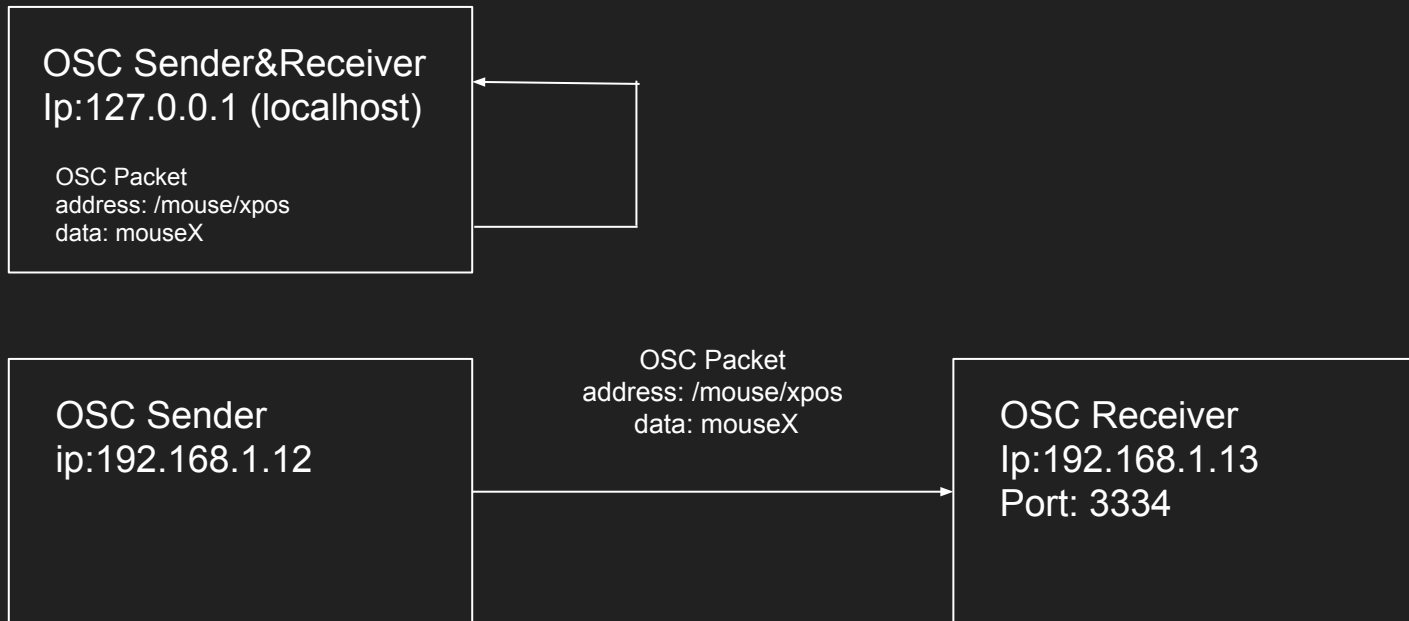 OSC Sender&Receiver
Ip:127.0.0.1 (localhost)
OSC Packet
address: /mouse/xpos
data: mouseX
OSC Sender
ip:192.168.1.12
OSC Packet
address: /mouse/xpos
data: mouseX
OSC Receiver
Ip:192.168.1.13
Port: 3334